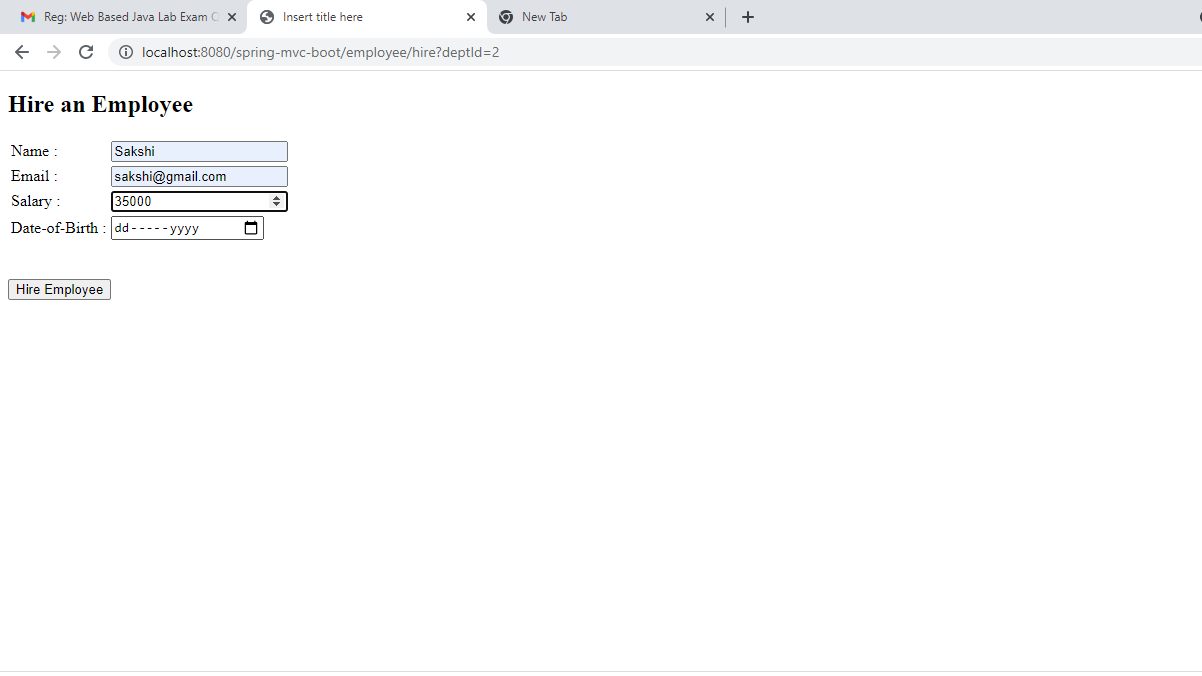 Reg: Web Based Java Lab Exam
Insert title here
New Tab
localhost:8080/spring-mvc-boot/employee/hire?deptId=2
Hire an Employee
Name : Sakshi
Email : sakshi@gmail.com
Salary : 35000
Date-of-Birth : dd-----yyyy
Hire Employee